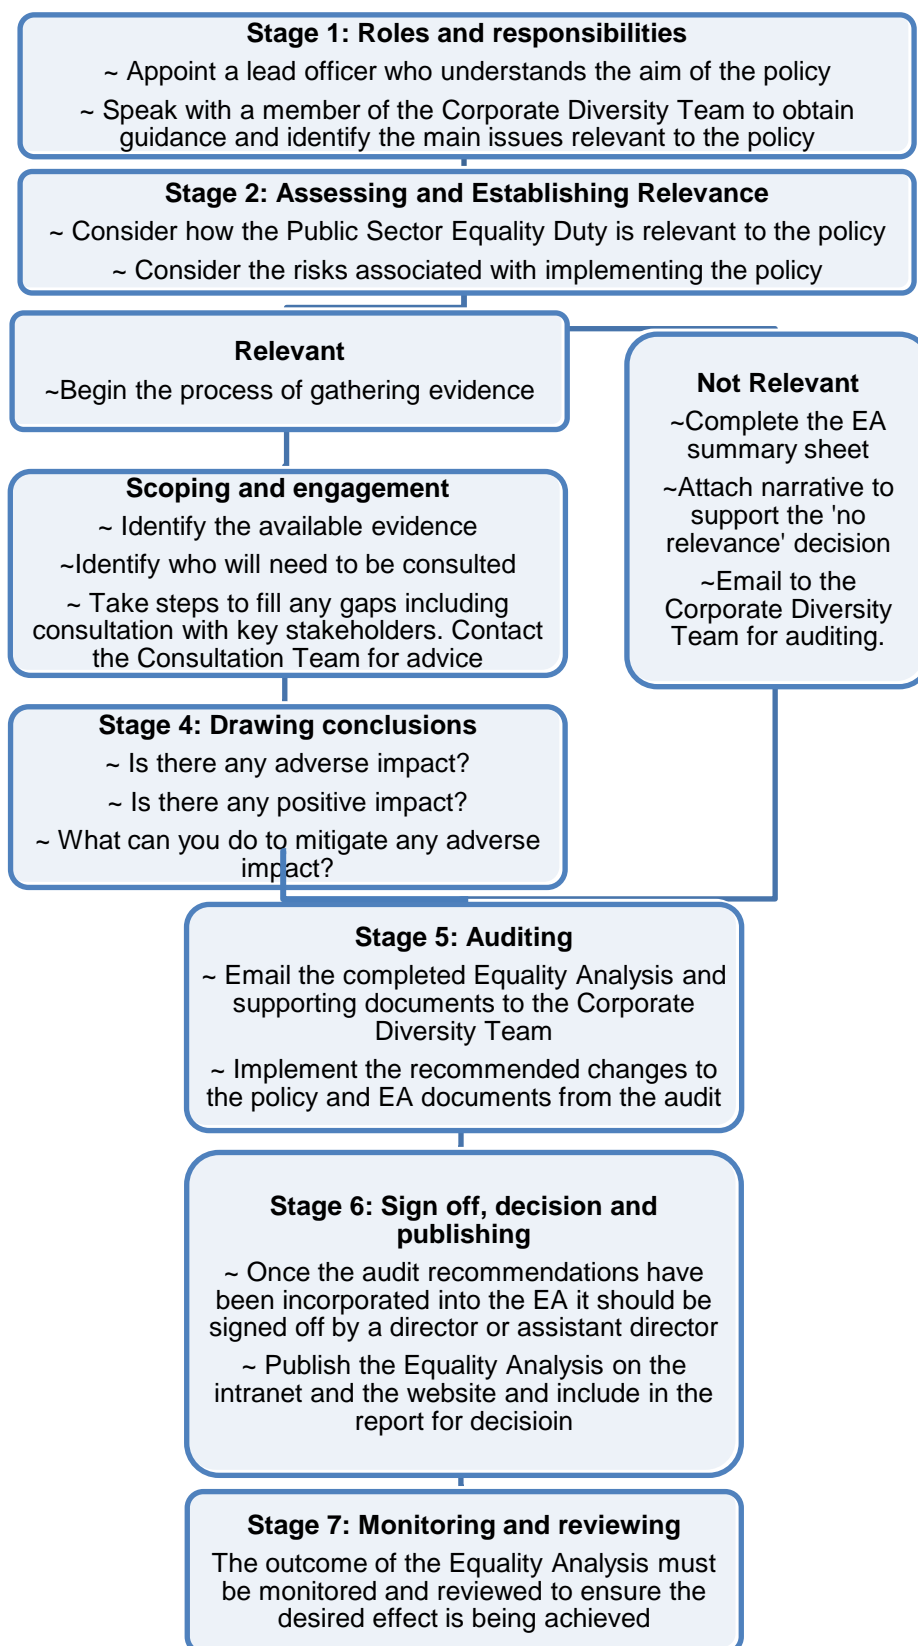 Stage 1: Roles and responsibilities
~ Appoint a lead officer who understands the aim of the policy
~ Speak with a member of the Corporate Diversity Team to obtain
guidance and identify the main issues relevant to the policy
Stage 2: Assessing and Establishing Relevance
~ Consider how the Public Sector Equality Duty is relevant to the policy
~ Consider the risks associated with implementing the policy
Relevant
~Begin the process of gathering evidence
Not Relevant
~Complete the EA
summary sheet
~Attach narrative to
support the 'no
relevance' decision
~Email to the
Corporate Diversity
Team for auditing.
Scoping and engagement
~ Identify the available evidence
~Identify who will need to be consulted
~ Take steps to fill any gaps including
consultation with key stakeholders. Contact
the Consultation Team for advice
Stage 4: Drawing conclusions
~ Is there any adverse impact?
~ Is there any positive impact?
~ What can you do to mitigate any adverse
impact?
Stage 5: Auditing
~ Email the completed Equality Analysis and
supporting documents to the Corporate
Diversity Team
~ Implement the recommended changes to
the policy and EA documents from the audit
Stage 6: Sign off, decision and
publishing
~ Once the audit recommendations have
been incorporated into the EA it should be
signed off by a director or assistant director
~ Publish the Equality Analysis on the
intranet and the website and include in the
report for decisioin
Stage 7: Monitoring and reviewing
The outcome of the Equality Analysis must
be monitored and reviewed to ensure the
desired effect is being achieved